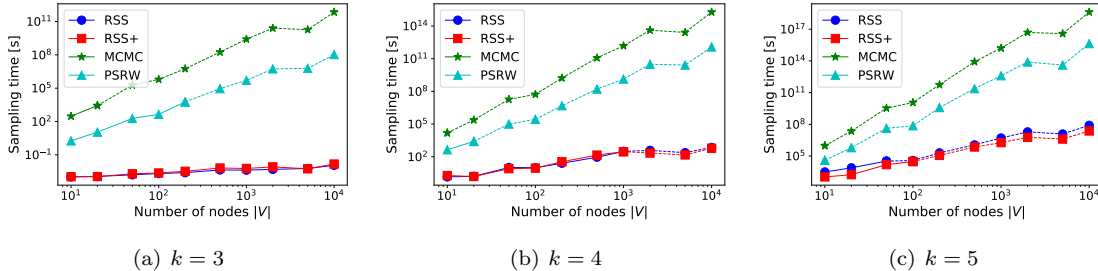 Sampling time [s]
10^11
10^8
10^5
10^2
10^−1
RSS
RSS+
MCMC
PSRW
10^1 10^2 10^3 10^4
Number of nodes |V|
(a) k = 3
Sampling time [s]
10^14
10^11
10^8
10^5
10^2
RSS
RSS+
MCMC
PSRW
10^1 10^2 10^3 10^4
Number of nodes |V|
(b) k = 4
Sampling time [s]
10^17
10^14
10^11
10^8
10^5
RSS
RSS+
MCMC
PSRW
10^1 10^2 10^3 10^4
Number of nodes |V|
(c) k = 5